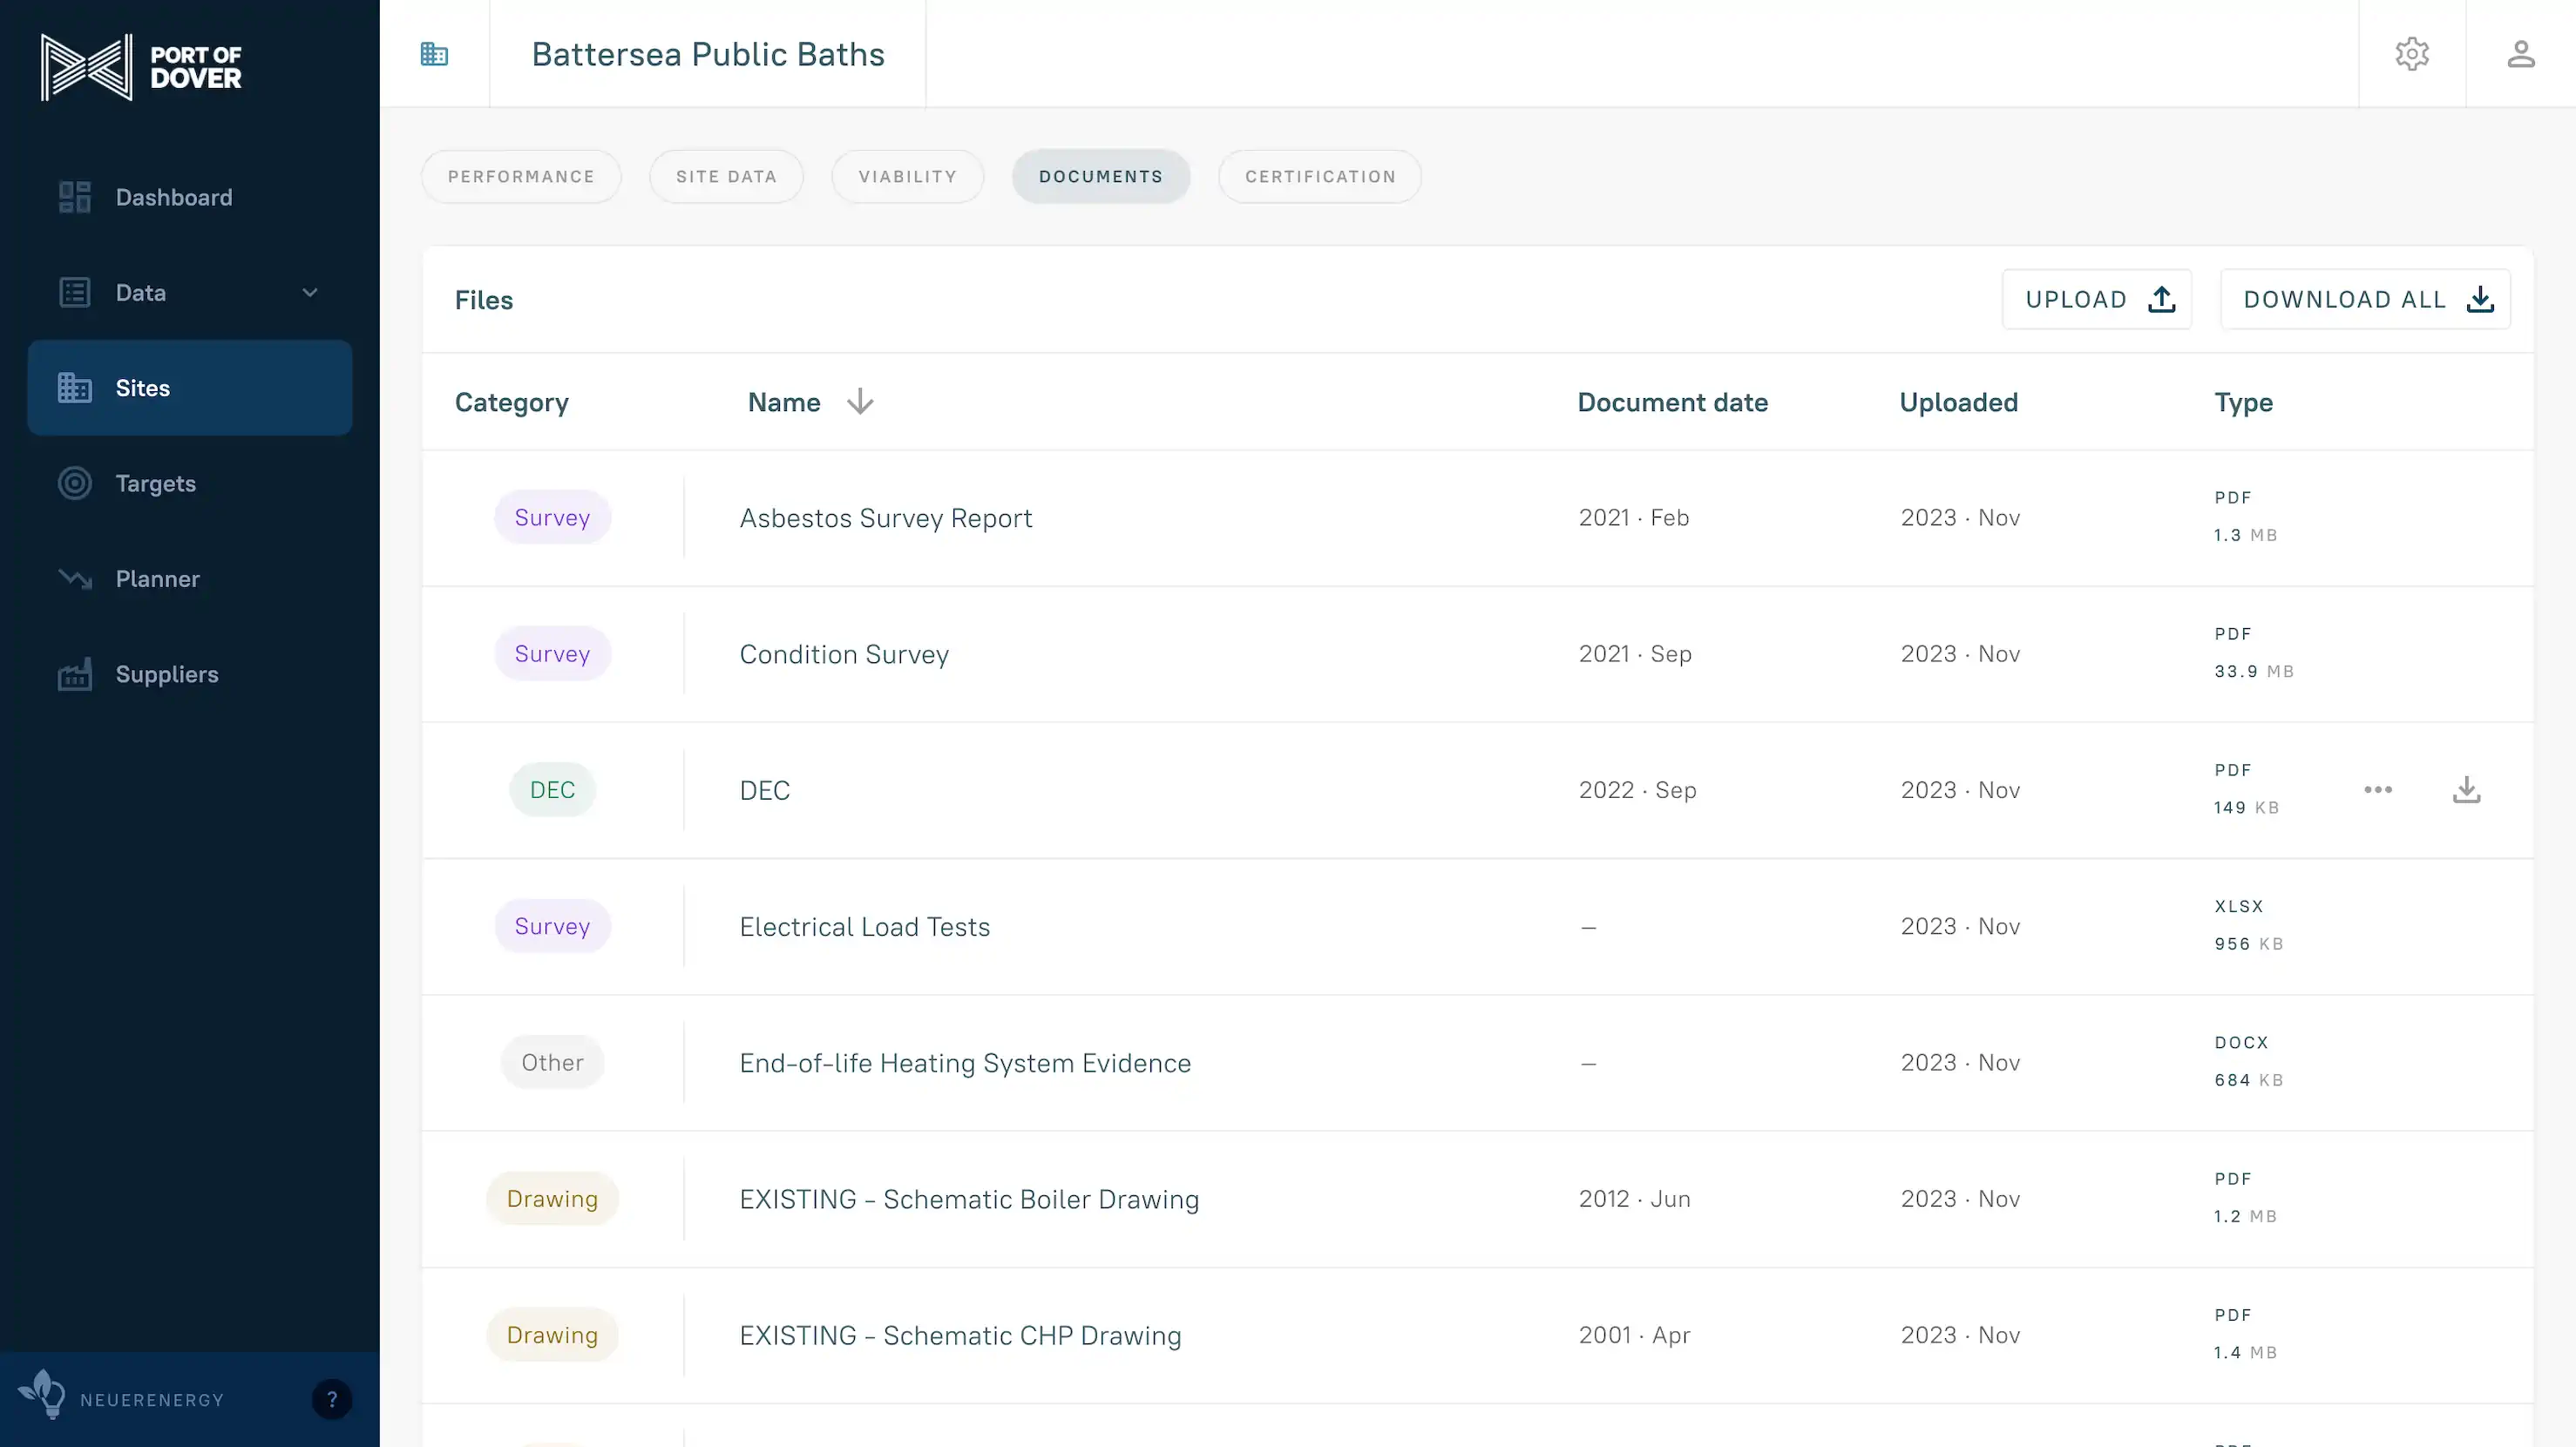 PORT OF
DOVER
Battersea Public Baths
Dashboard
Data
Sites
Targets
Planner
Suppliers
NEUERENERGY
?
PERFORMANCE
SITE DATA
VIABILITY
DOCUMENTS
CERTIFICATION
Files
UPLOAD
DOWNLOAD ALL
Category Name Document date Uploaded Type
Survey Asbestos Survey Report 2021 · Feb 2023 · Nov PDF
1.3 MB
Survey Condition Survey 2021 · Sep 2023 · Nov PDF
33.9 MB
DEC DEC 2022 · Sep 2023 · Nov PDF
149 KB
Survey Electrical Load Tests – 2023 · Nov XLSX
956 KB
Other End-of-life Heating System Evidence – 2023 · Nov DOCX
684 KB
Drawing EXISTING - Schematic Boiler Drawing 2012 · Jun 2023 · Nov PDF
1.2 MB
Drawing EXISTING - Schematic CHP Drawing 2001 · Apr 2023 · Nov PDF
1.4 MB